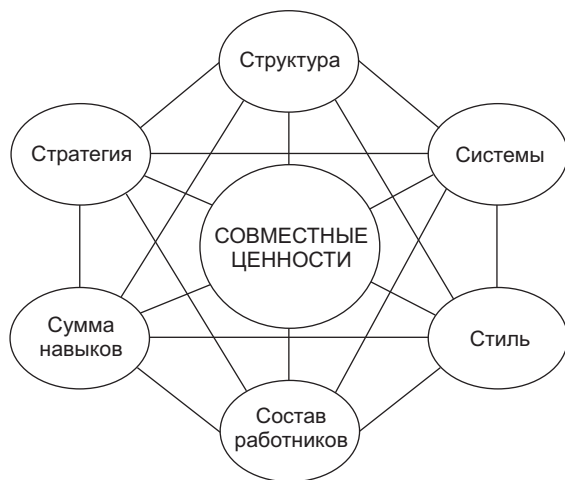 Структура
Стратегия
Системы
СОВМЕСТНЫЕ
ЦЕННОСТИ
Сумма
навыков
Стиль
Состав
работников